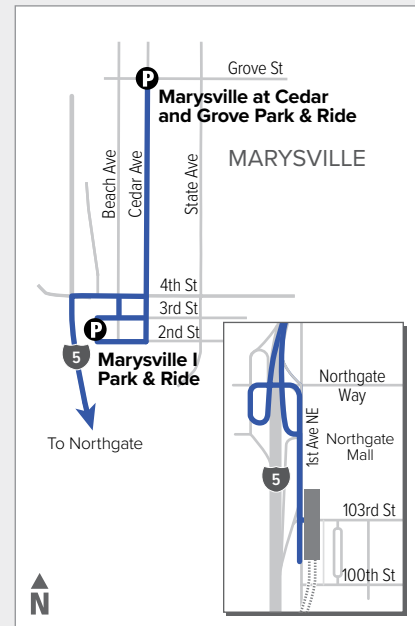 Grove St
P
Marysville at Cedar
and Grove Park & Ride
MARYSVILLE
Beach Ave
Cedar Ave
State Ave
4th St
3rd St
2nd St
P
Marysville I
Park & Ride
5
To Northgate
Northgate
Way
1st Ave NE
Northgate
Mall
5
103rd St
100th St
N